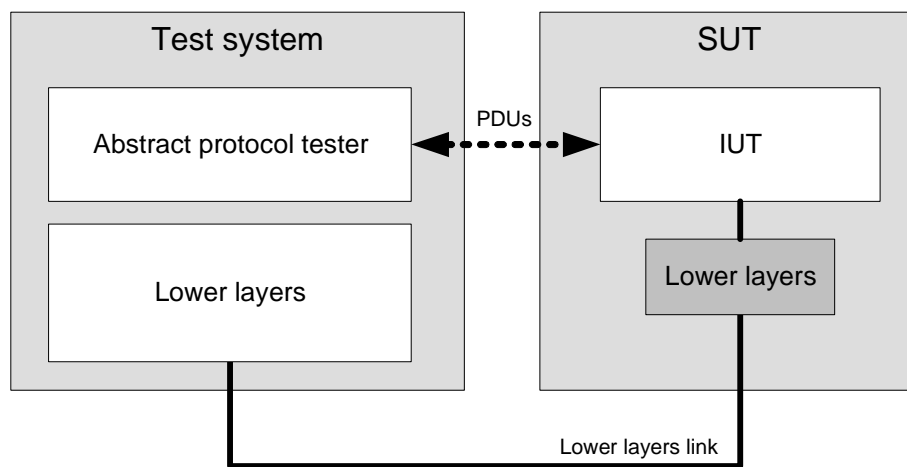 Test system
SUT
PDUs
Abstract protocol tester
IUT
Lower layers
Lower layers
Lower layers link